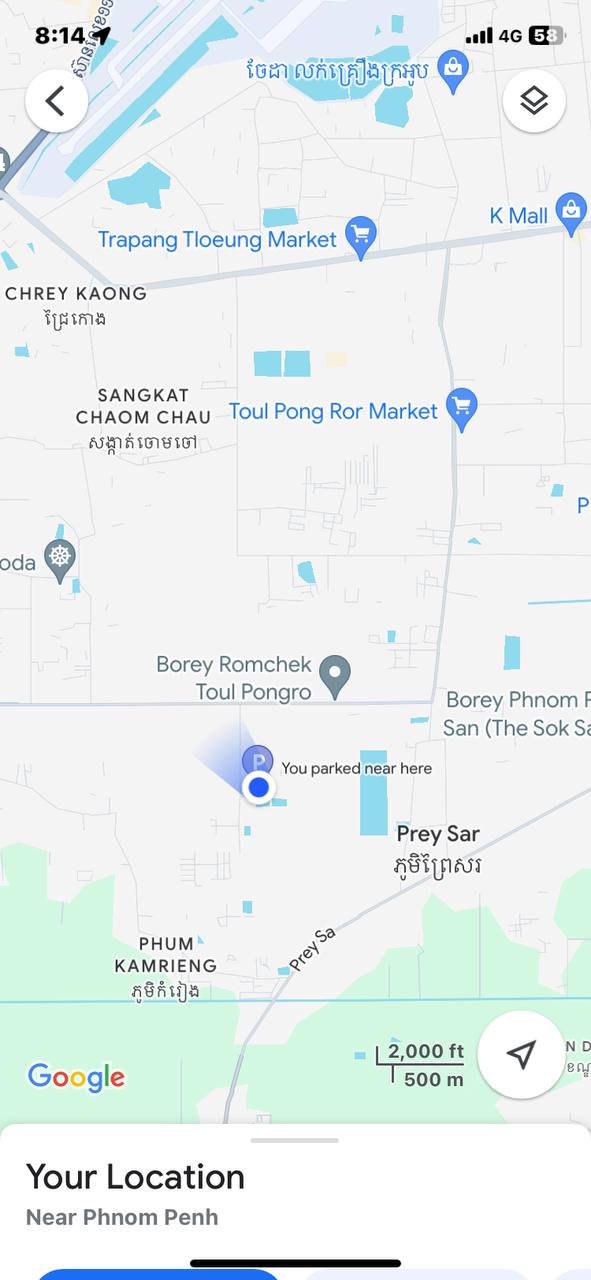 8:14
4G
58
ចែដា លក់គ្រឿងក្រអូប
K Mall
Trapang Tloeung Market
CHREY KAONG
ជ្រៃកោង
SANGKAT
CHAOM CHAU
សង្កាត់ចោមចៅ
Toul Pong Ror Market
P
oda
Borey Romchek
Toul Pongro
Borey Phnom P
San (The Sok Sa
P
You parked near here
Prey Sar
ភូមិព្រៃសរ
Prey Sa
PHUM
KAMRIENG
ភូមិកំរៀង
2,000 ft
500 m
N D
ខណ្ឌ
Google
Your Location
Near Phnom Penh